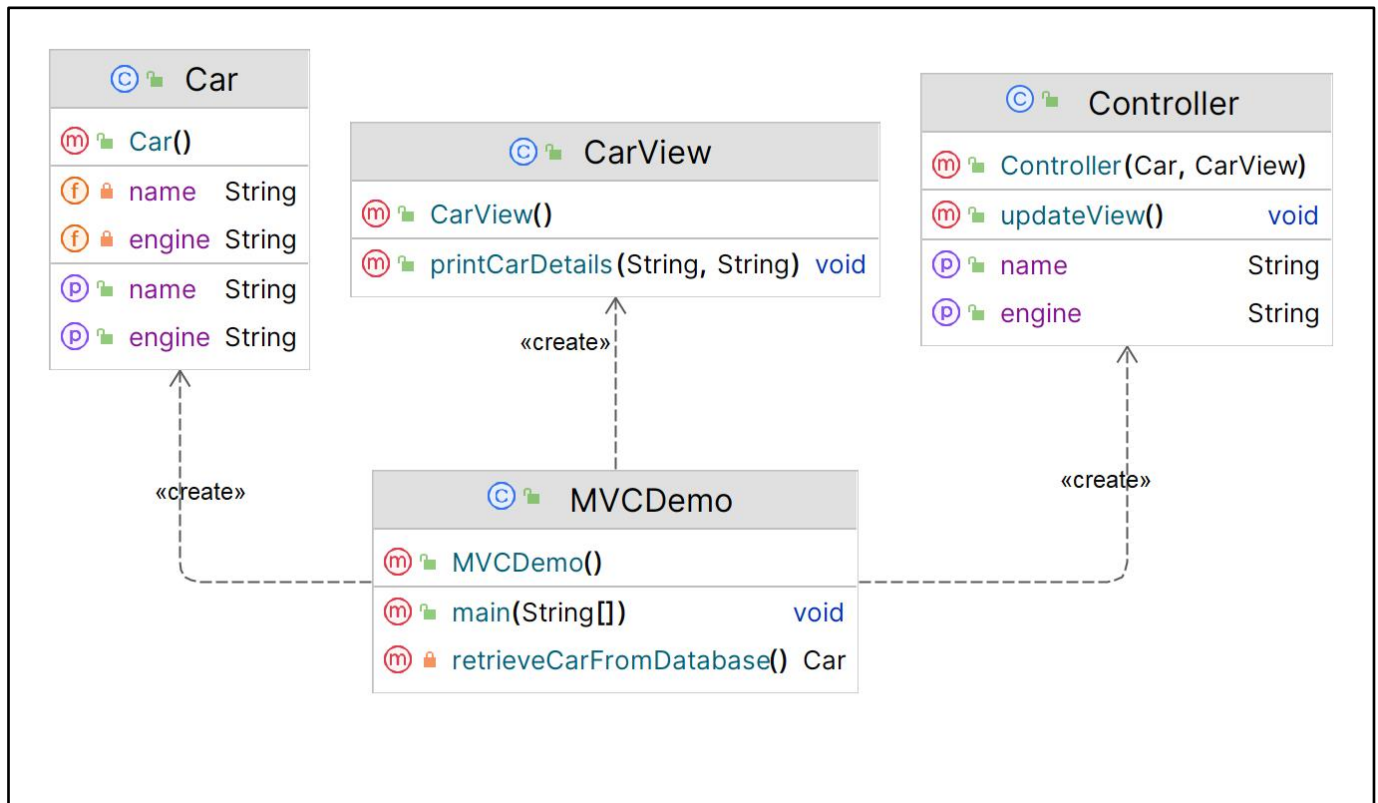 Car
Car()
name String
engine String
name String
engine String
CarView
CarView()
printCarDetails(String, String) void
Controller
Controller(Car, CarView)
updateView() void
name String
engine String
«create»
«create»
«create»
MVCDemo
MVCDemo()
main(String[]) void
retrieveCarFromDatabase() Car